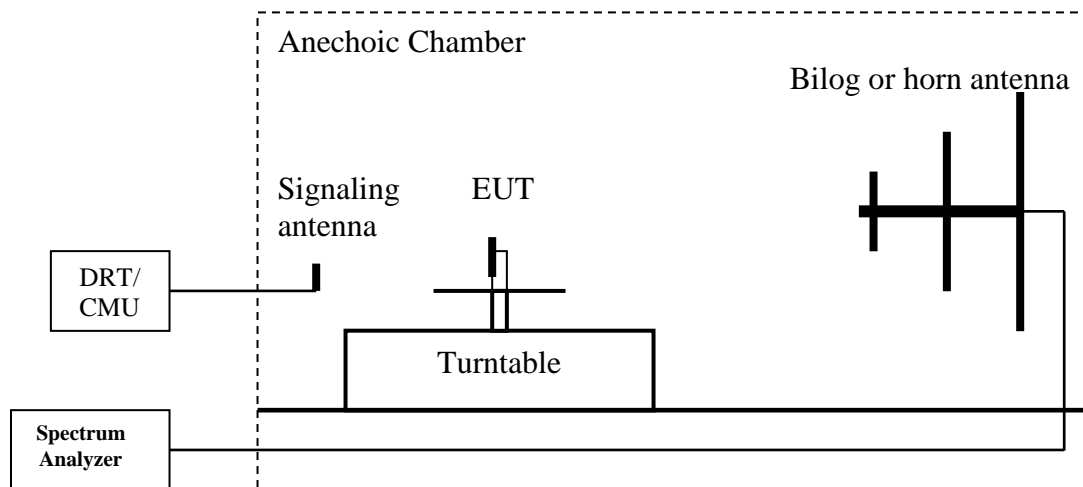 Anechoic Chamber
Bilog or horn antenna
Signaling
antenna
EUT
DRT/
CMU
Turntable
Spectrum
Analyzer